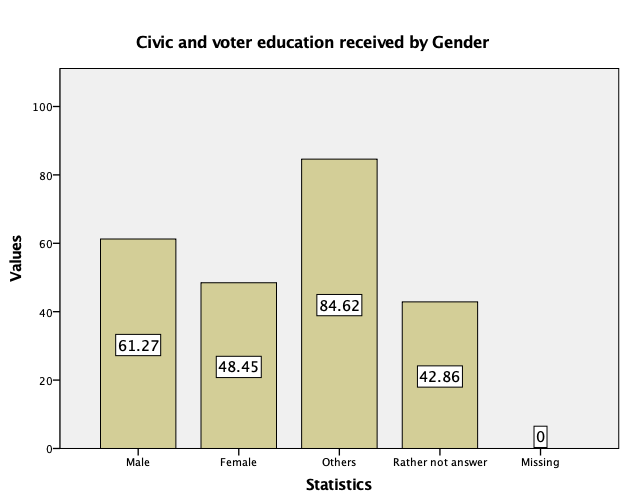 Civic and voter education received by Gender
Values
100
80
60
40
20
0
61.27
48.45
84.62
42.86
0
Male
Female
Others
Rather not answer
Missing
Statistics